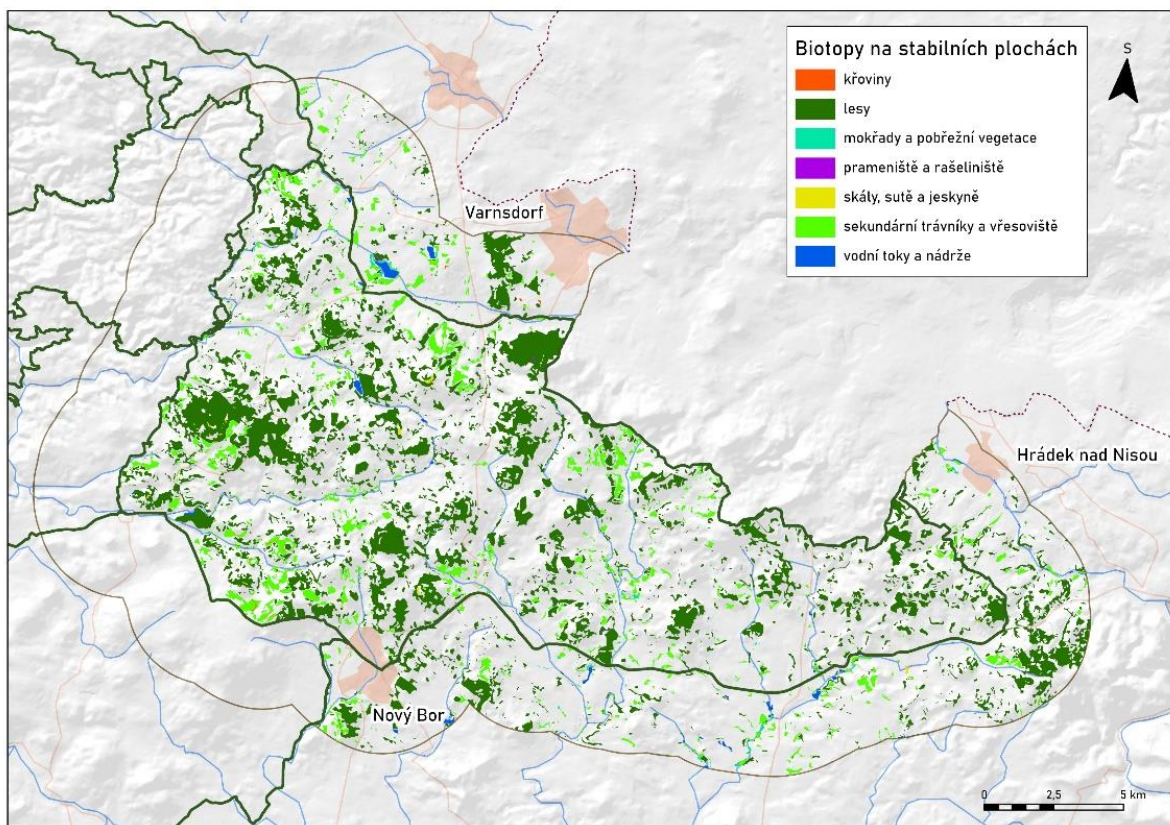 Biotopy na stabilních plochách
křoviny
lesy
mokřady a pobřežní vegetace
prameniště a rašeliniště
skály, sutě a jeskyně
sekundární trávníky a vřesoviště
vodní toky a nádrže
S
Varnsdorf
Hrádek nad Nisou
Nový Bor
0 2,5 5 km